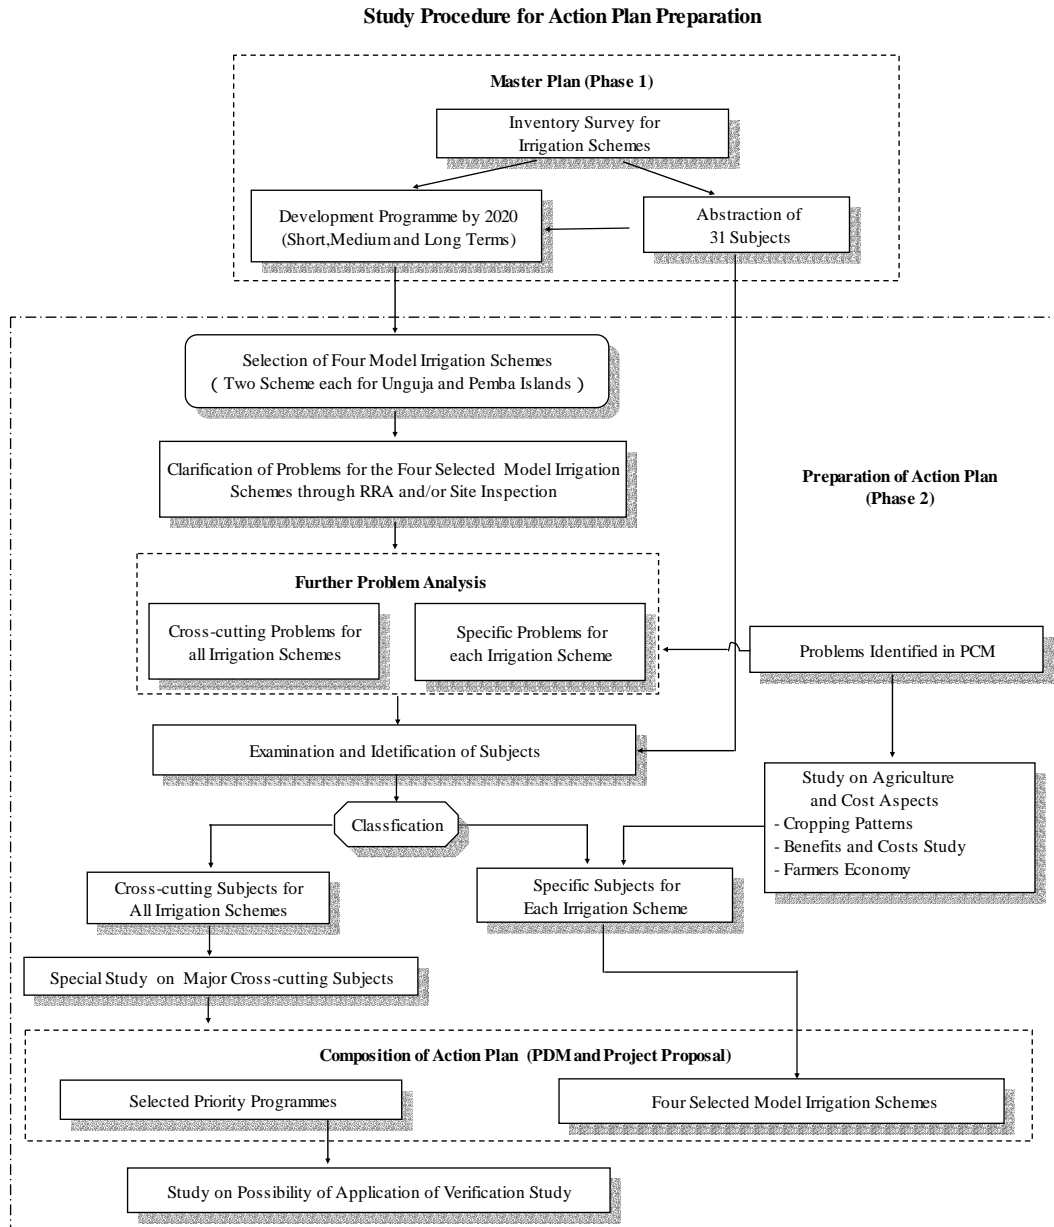 Study Procedure for Action Plan Preparation
Master Plan (Phase 1)
Inventory Survey for
Irrigation Schemes
Development Programme by 2020
(Short,Medium and Long Terms)
Abstraction of
31 Subjects
Selection of Four Model Irrigation Schemes
( Two Scheme each for Unguja and Pemba Islands )
Clarification of Problems for the Four Selected Model Irrigation
Schemes through RRA and/or Site Inspection
Preparation of Action Plan
(Phase 2)
Further Problem Analysis
Cross-cutting Problems for
all Irrigation Schemes
Specific Problems for
each Irrigation Scheme
Problems Identified in PCM
Examination and Idetification of Subjects
Study on Agriculture
and Cost Aspects
- Cropping Patterns
- Benefits and Costs Study
- Farmers Economy
Classfication
Cross-cutting Subjects for
All Irrigation Schemes
Specific Subjects for
Each Irrigation Scheme
Special Study on Major Cross-cutting Subjects
Composition of Action Plan (PDM and Project Proposal)
Selected Priority Programmes
Four Selected Model Irrigation Schemes
Study on Possibility of Application of Verification Study